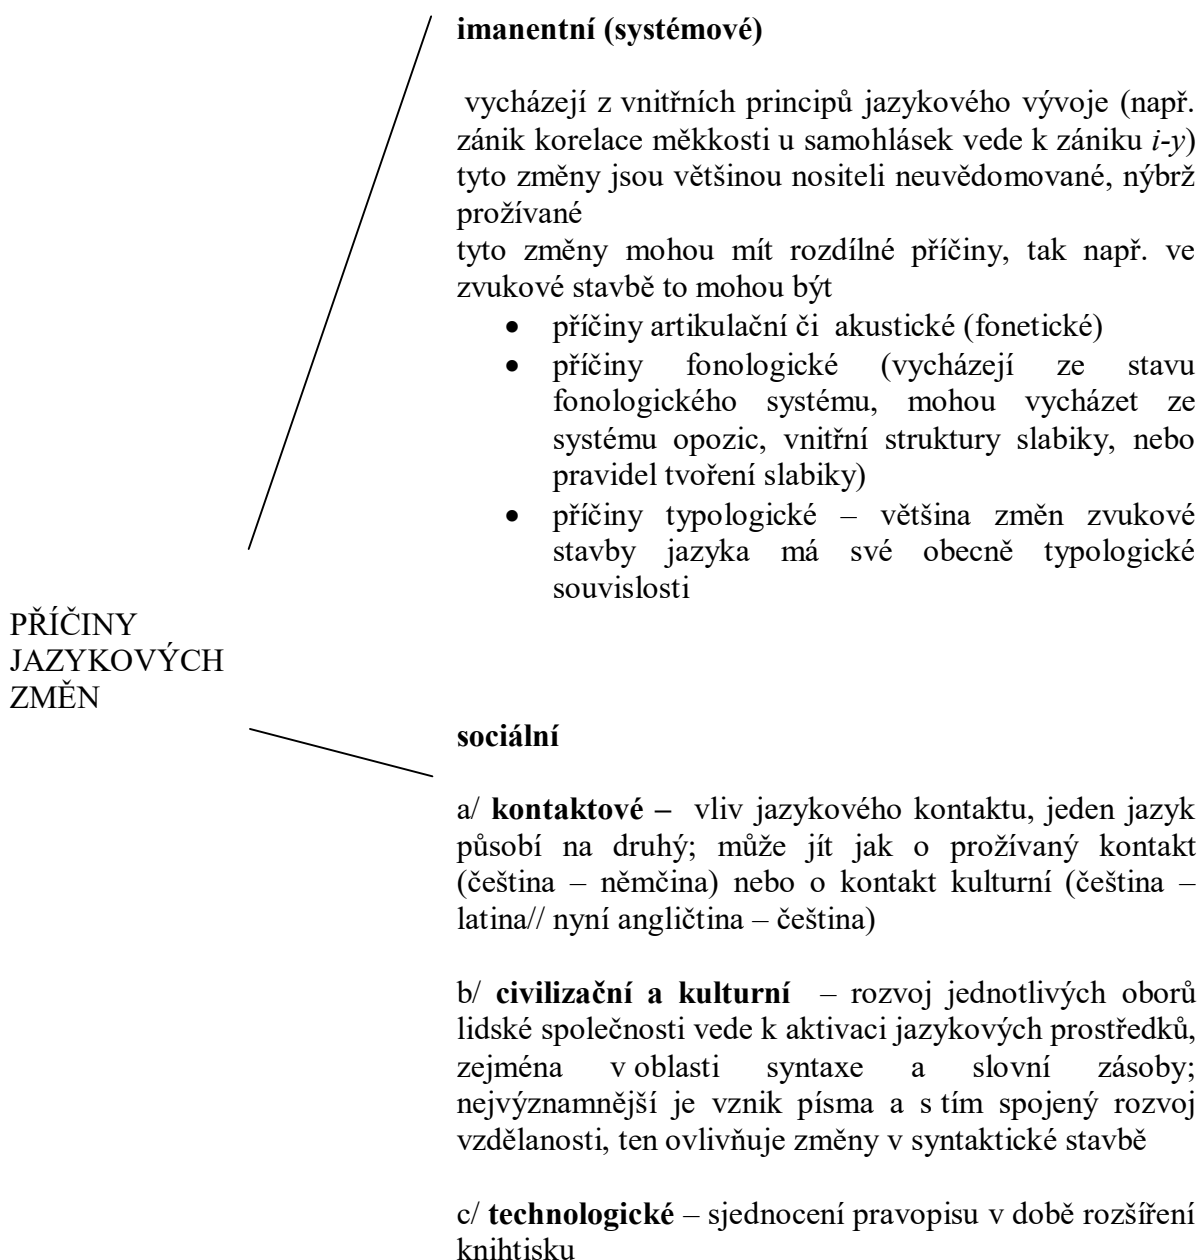 imanentní (systémové)
vycházejí z vnitřních principů jazykového vývoje (např.
zánik korelace měkkosti u samohlásek vede k zániku i-y)
tyto změny jsou většinou nositeli neuvědomované, nýbrž
prožívané
tyto změny mohou mít rozdílné příčiny, tak např. ve
zvukové stavbě to mohou být
• příčiny artikulační či akustické (fonetické)
• příčiny fonologické (vycházejí ze stavu
fonologického systému, mohou vycházet ze
systému opozic, vnitřní struktury slabiky, nebo
pravidel tvoření slabiky)
• příčiny typologické – většina změn zvukové
stavby jazyka má své obecně typologické
souvislosti
PŘÍČINY
JAZYKOVÝCH
ZMĚN
sociální
a/ kontaktové – vliv jazykového kontaktu, jeden jazyk
působí na druhý; může jít jak o prožívaný kontakt
(čeština – němčina) nebo o kontakt kulturní (čeština –
latina// nyní angličtina – čeština)
b/ civilizační a kulturní – rozvoj jednotlivých oborů
lidské společnosti vede k aktivaci jazykových prostředků,
zejména v oblasti syntaxe a slovní zásoby;
nejvýznamnější je vznik písma a s tím spojený rozvoj
vzdělanosti, ten ovlivňuje změny v syntaktické stavbě
c/ technologické – sjednocení pravopisu v době rozšíření
knihtisku